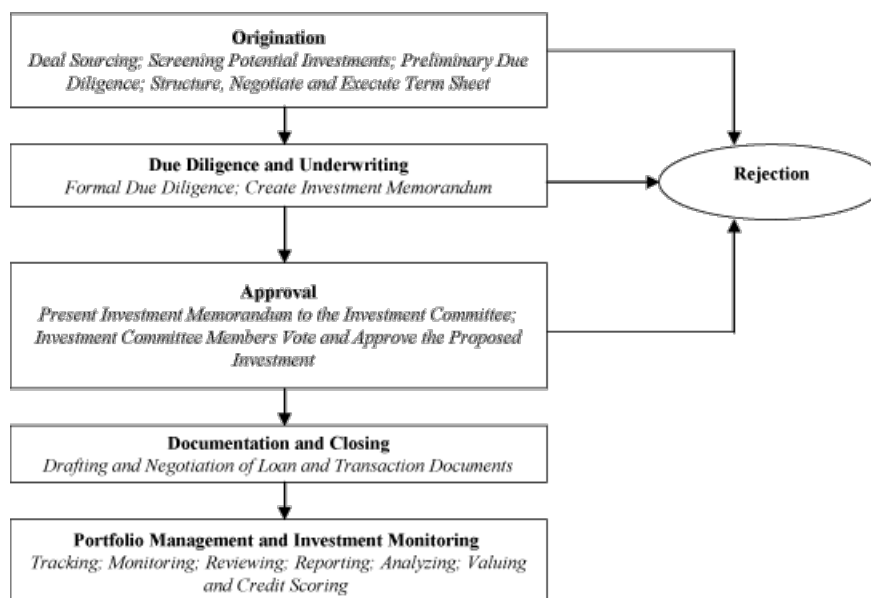 Origination
Deal Sourcing; Screening Potential Investments; Preliminary Due
Diligence; Structure, Negotiate and Execute Term Sheet
Due Diligence and Underwriting
Formal Due Diligence; Create Investment Memorandum
Rejection
Approval
Present Investment Memorandum to the Investment Committee;
Investment Committee Members Vote and Approve the Proposed
Investment
Documentation and Closing
Drafting and Negotiation of Loan and Transaction Documents
Portfolio Management and Investment Monitoring
Tracking; Monitoring; Reviewing; Reporting; Analyzing; Valuing
and Credit Scoring